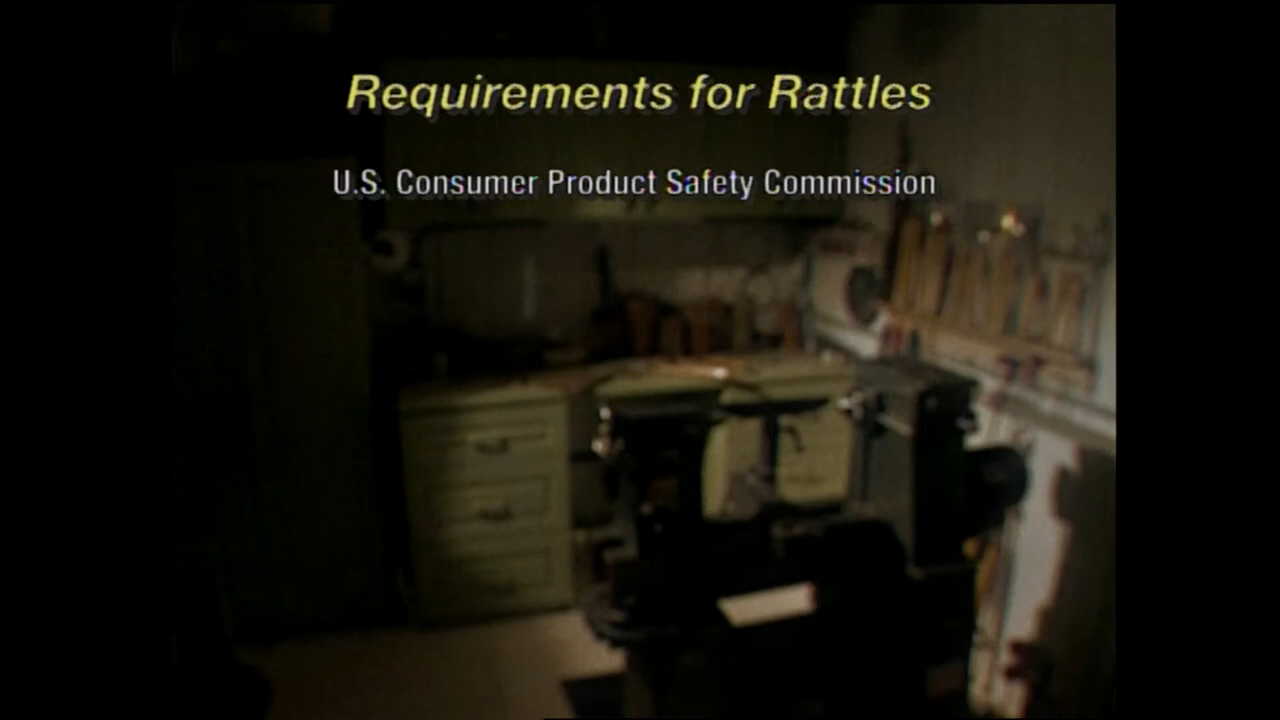 Requirements for Rattles
U.S. Consumer Product Safety Commission